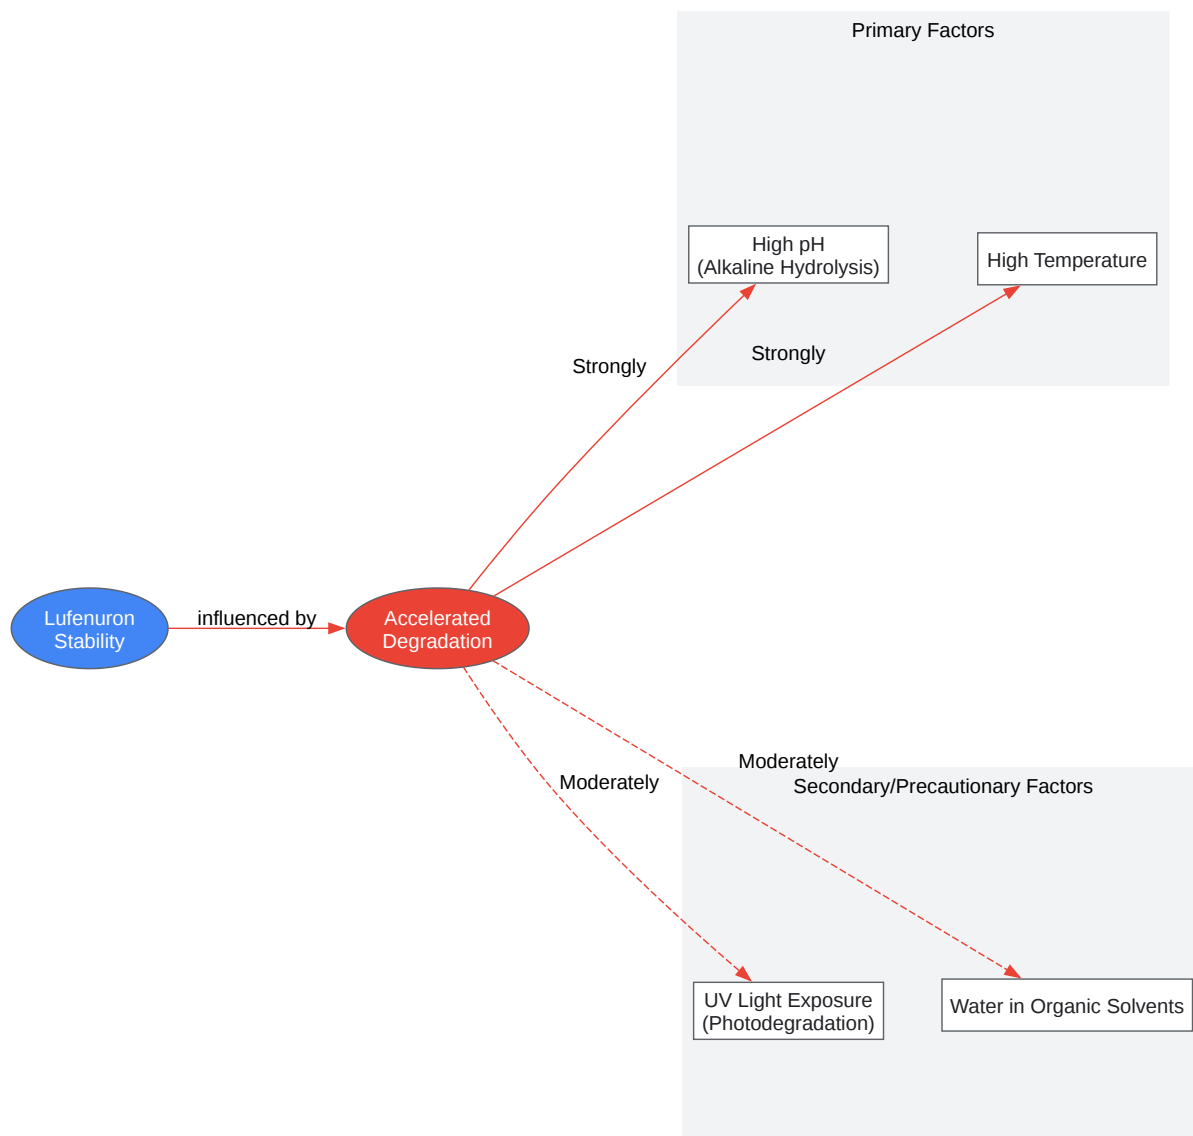 Primary Factors
High pH
(Alkaline Hydrolysis)
High Temperature
Strongly
Strongly
Lufenuron
Stability
influenced by
Accelerated
Degradation
Moderately
Moderately
Secondary/Precautionary Factors
UV Light Exposure
(Photodegradation)
Water in Organic Solvents